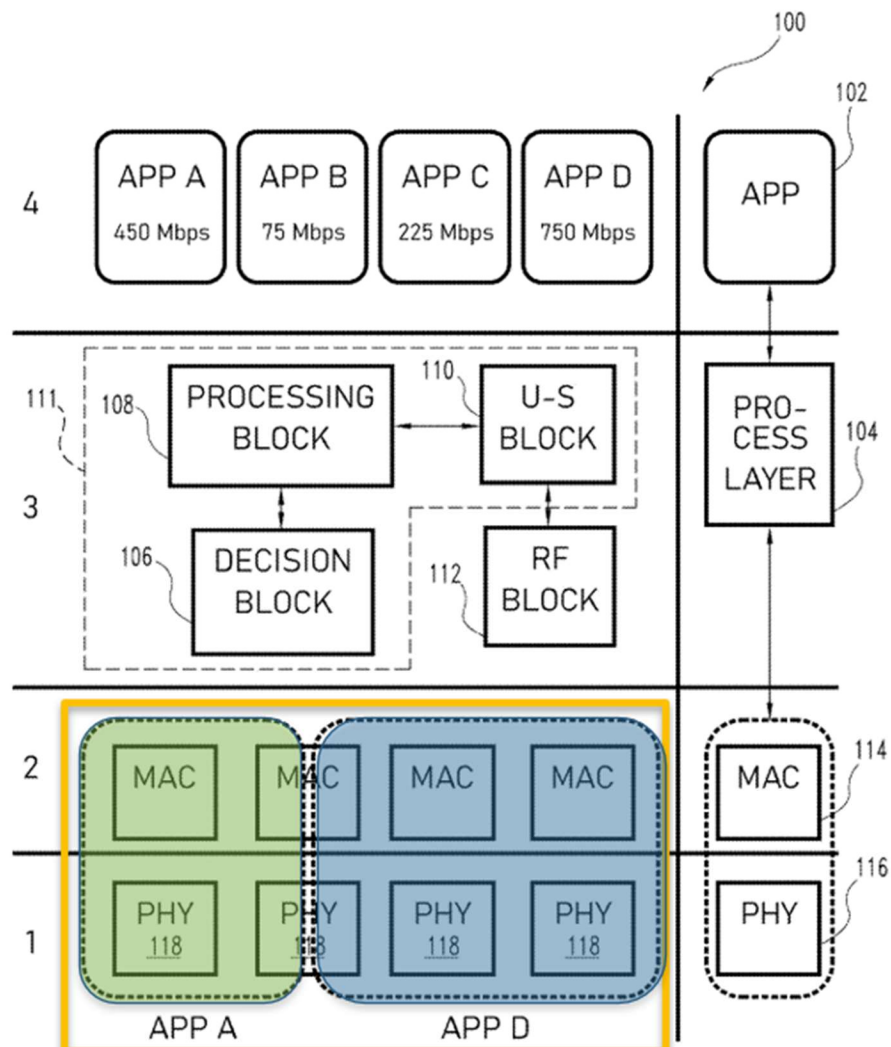 100
102
4
APP A
450 Mbps
APP B
75 Mbps
APP C
225 Mbps
APP D
750 Mbps
APP
111
108
PROCESSING
BLOCK
110
U-S
BLOCK
PRO-
CESS
LAYER
104
3
106
DECISION
BLOCK
112
RF
BLOCK
2
MAC
MAC
MAC
MAC
MAC
114
1
PHY
118
PHY
118
PHY
118
PHY
118
PHY
116
APP A
APP D